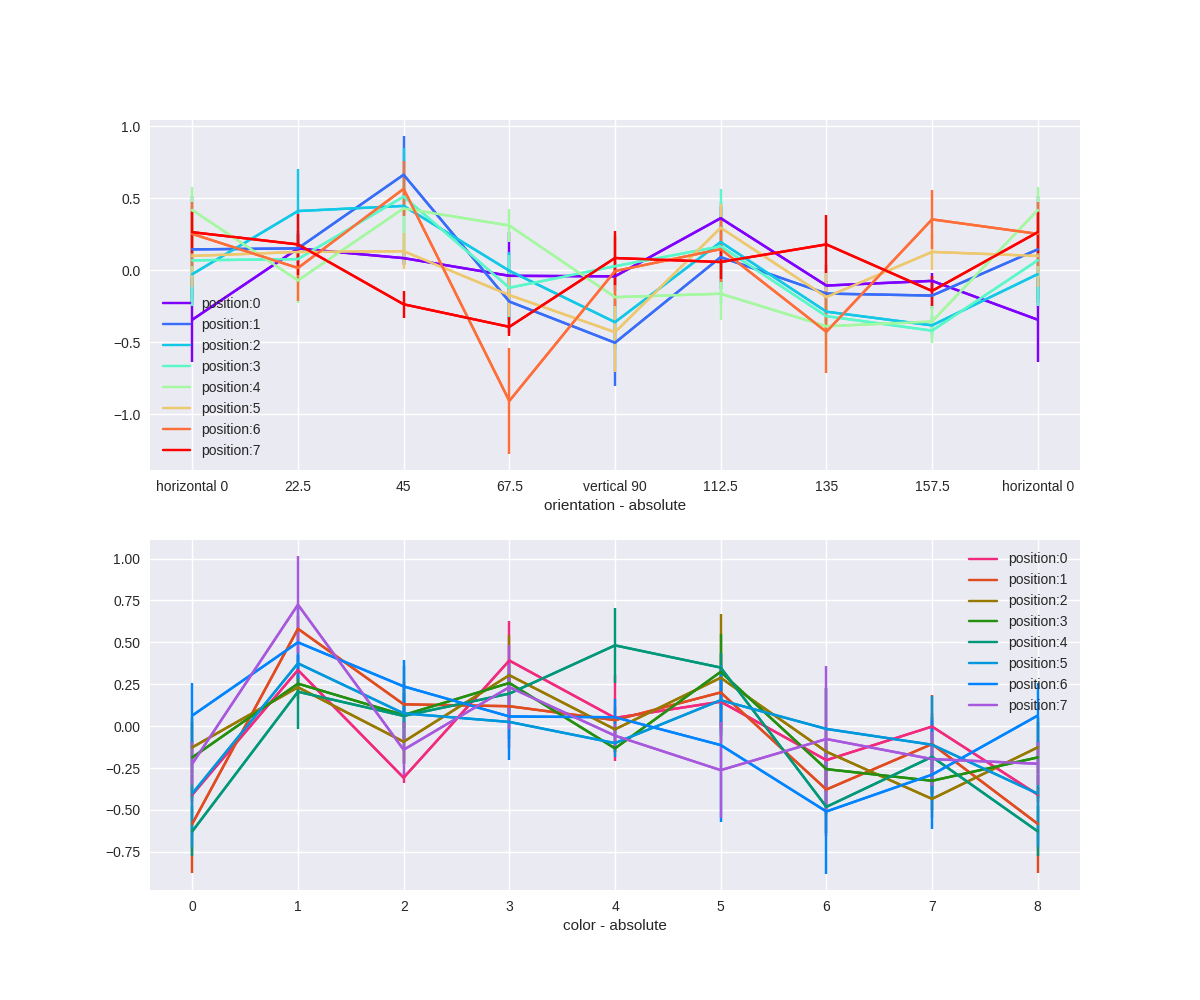 1.0
0.5
0.0
−0.5
−1.0
position:0
position:1
position:2
position:3
position:4
position:5
position:6
position:7
horizontal 0 22.5 45 67.5 vertical 90 112.5 135 157.5 horizontal 0
orientation - absolute
1.00
0.75
0.50
0.25
0.00
−0.25
−0.50
−0.75
position:0
position:1
position:2
position:3
position:4
position:5
position:6
position:7
0 1 2 3 4 5 6 7 8
color - absolute